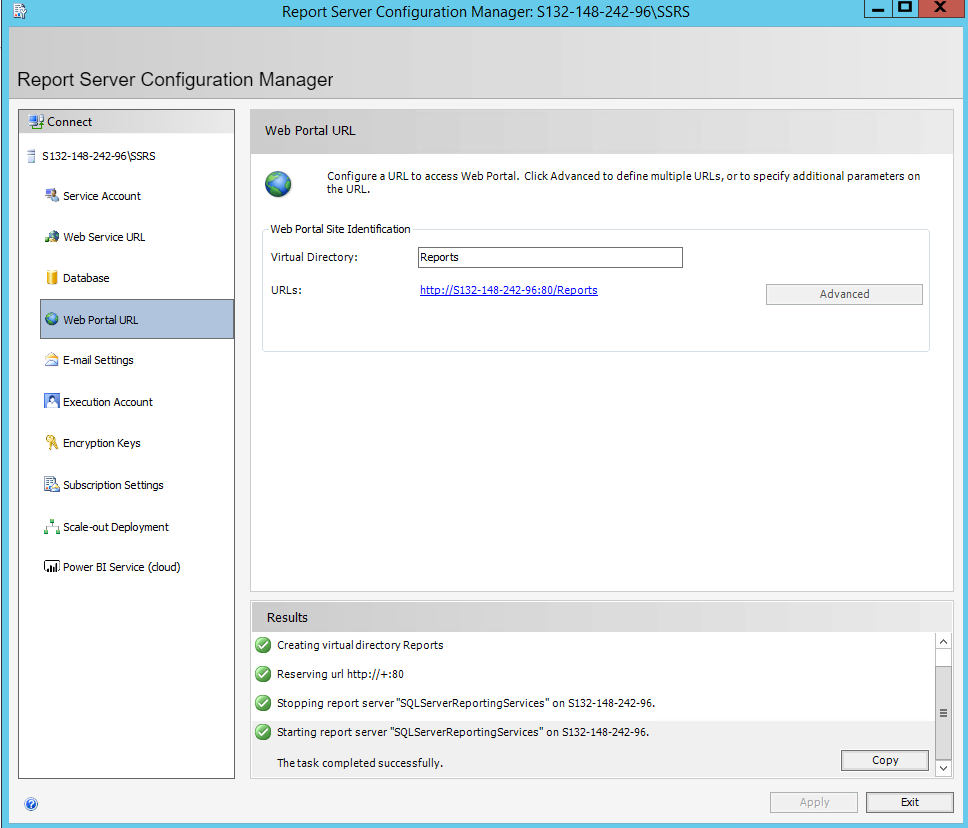 Report Server Configuration Manager: S132-148-242-96\SSRS
Report Server Configuration Manager
Connect
S132-148-242-96\SSRS
Service Account
Web Service URL
Database
Web Portal URL
E-mail Settings
Execution Account
Encryption Keys
Subscription Settings
Scale-out Deployment
Power BI Service (cloud)
Web Portal URL
Configure a URL to access Web Portal.  Click Advanced to define multiple URLs, or to specify additional parameters on
the URL.
Web Portal Site Identification
Virtual Directory:
Reports
URLs:
http://S132-148-242-96:80/Reports
Advanced
Results
Creating virtual directory Reports
Reserving url http://+:80
Stopping report server "SQLServerReportingServices" on S132-148-242-96.
Starting report server "SQLServerReportingServices" on S132-148-242-96.
The task completed successfully.
Copy
Apply
Exit